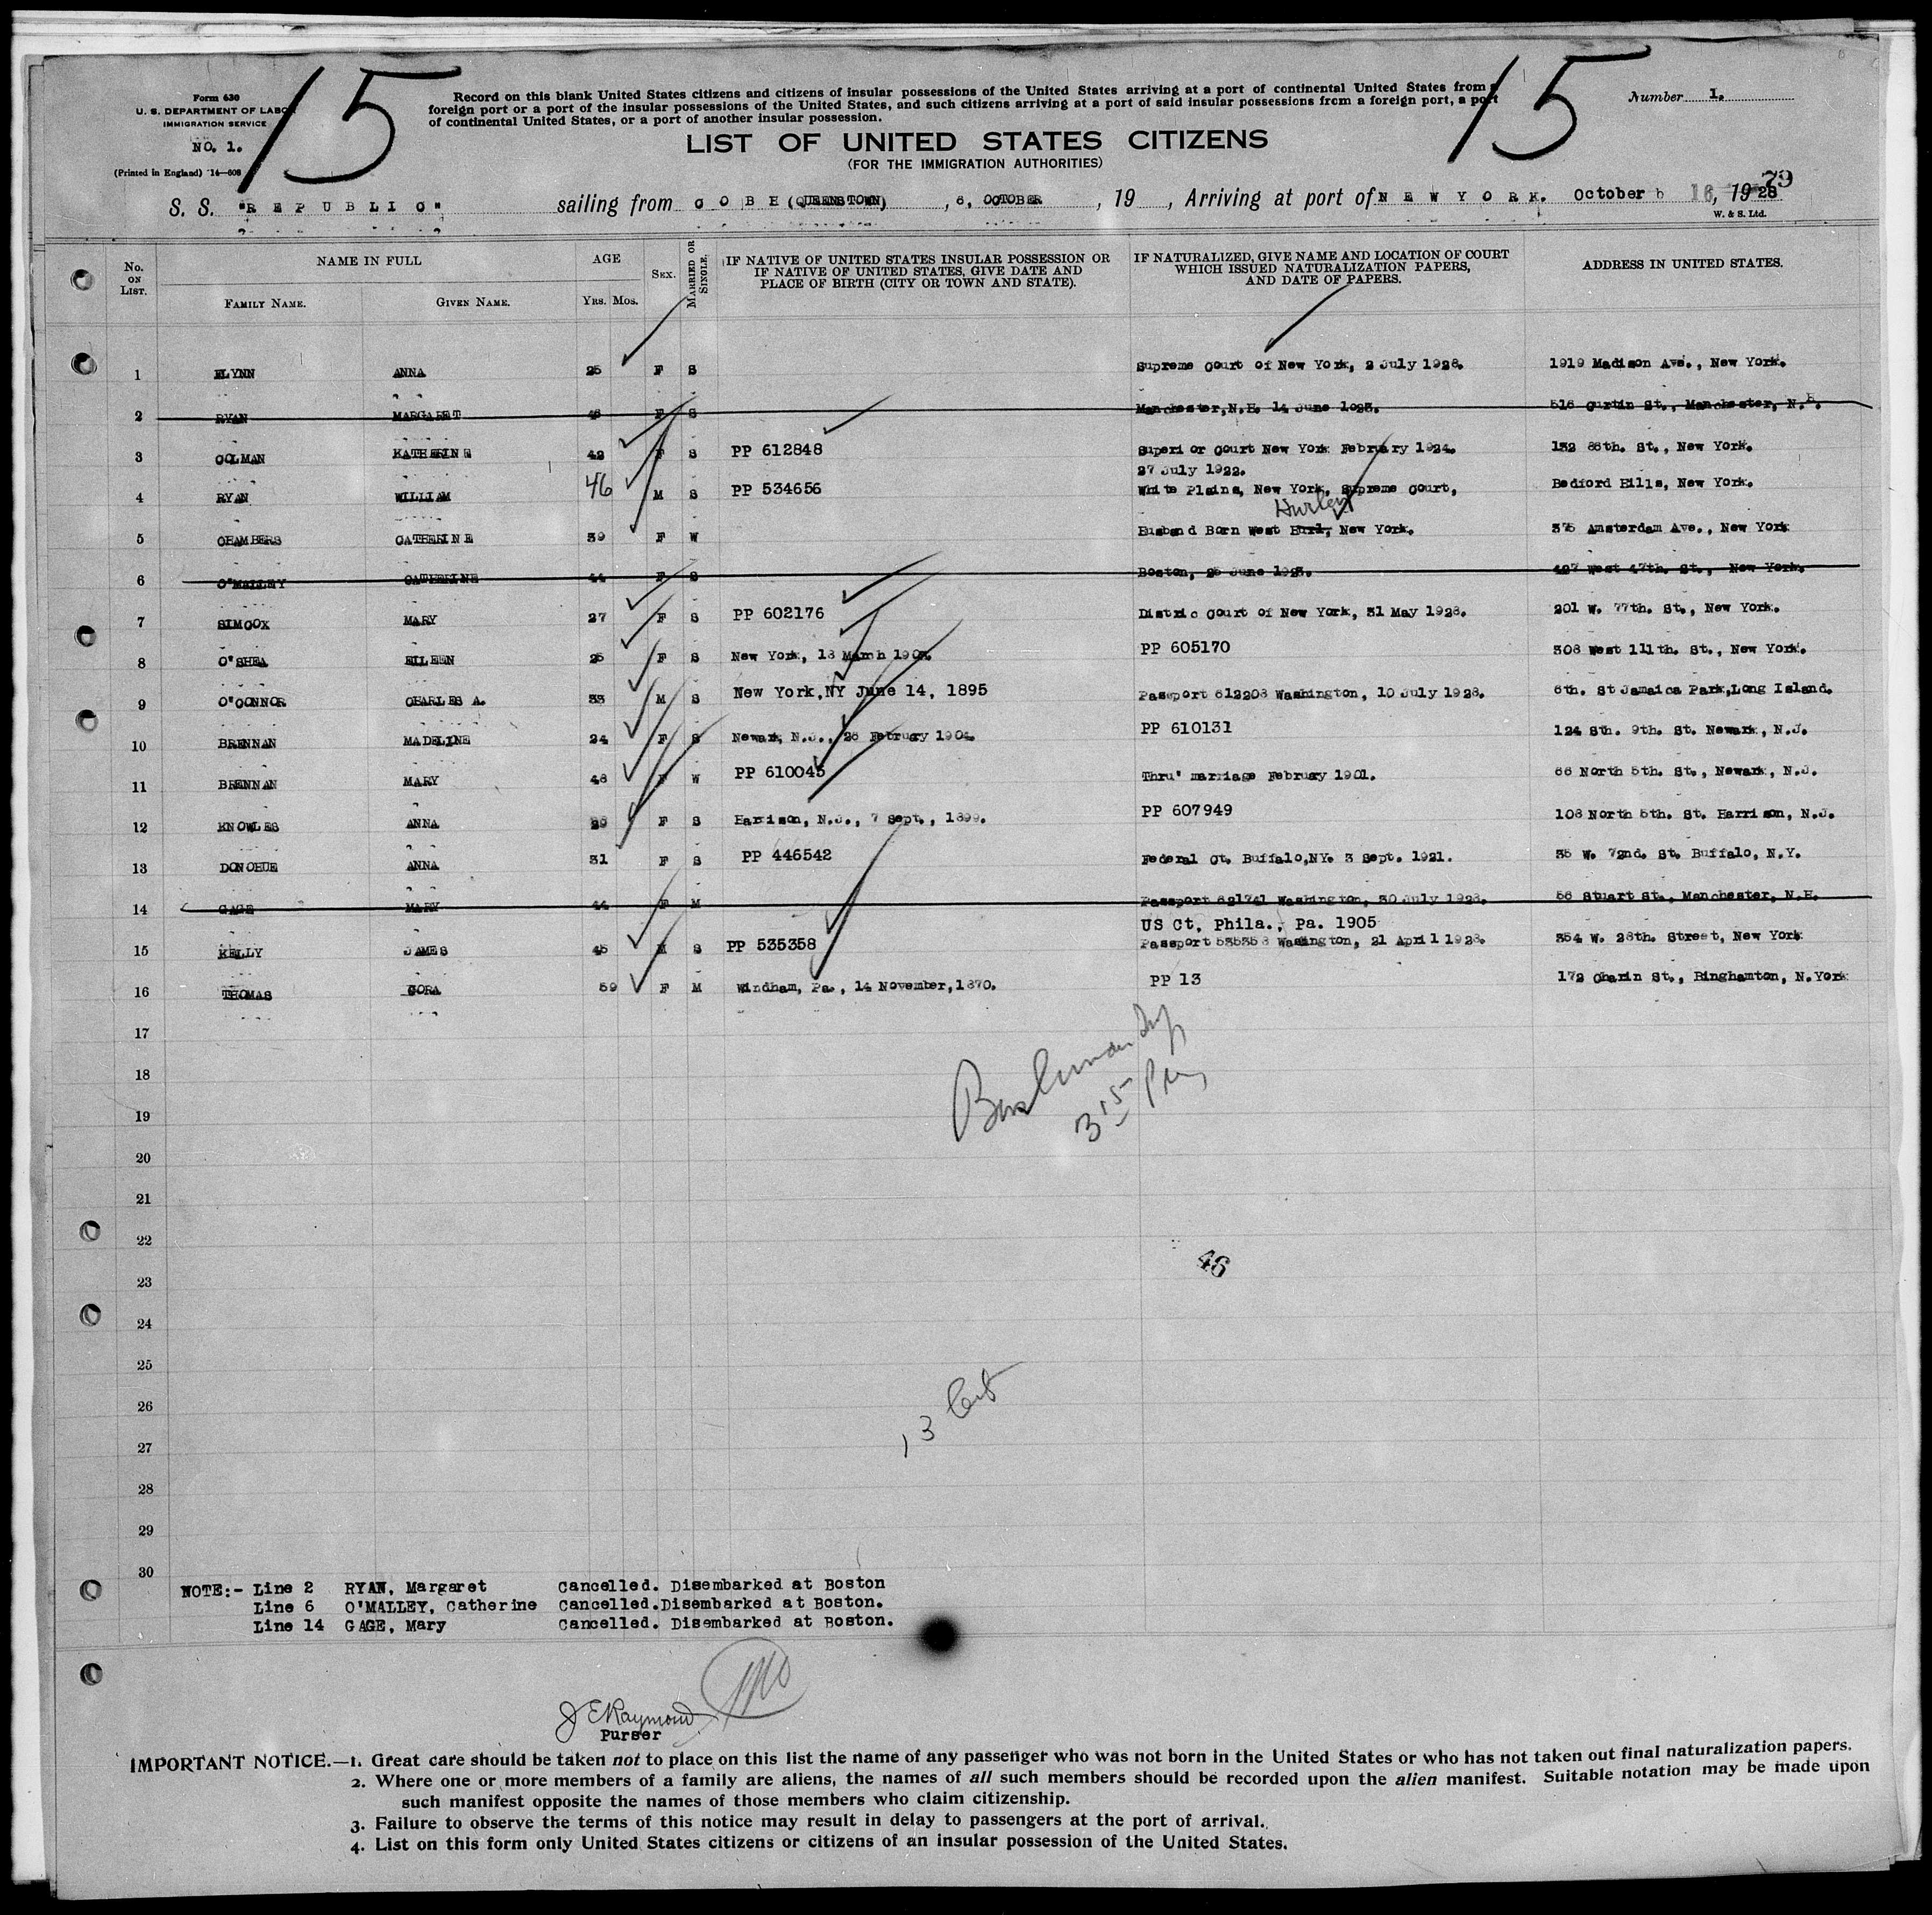 15
15
Form 630
U. S. DEPARTMENT OF LABOR
IMMIGRATION SERVICE
NO. 1.
(Printed in England) '14—608
Record on this blank United States citizens and citizens of insular possessions of the United States arriving at a port of continental United States from a
foreign port or a port of the insular possessions of the United States, and such citizens arriving at a port of said insular possessions from a foreign port, a port
of continental United States, or a port of another insular possession.
Number 1.
LIST OF UNITED STATES CITIZENS
(FOR THE IMMIGRATION AUTHORITIES)
79
S. S. "REPUBLIC" sailing from COBH (QUEENSTOWN), 6, OCTOBER, 19 , Arriving at port of NEW YORK. October 16, 1928
W. & S. Ltd.
No. ON LIST. NAME IN FULL AGE SEX. MARRIED OR SINGLE. IF NATIVE OF UNITED STATES INSULAR POSSESSION OR IF NATIVE OF UNITED STATES, GIVE DATE AND PLACE OF BIRTH (CITY OR TOWN AND STATE). IF NATURALIZED, GIVE NAME AND LOCATION OF COURT WHICH ISSUED NATURALIZATION PAPERS, AND DATE OF PAPERS. ADDRESS IN UNITED STATES.
FAMILY NAME. GIVEN NAME. YRS. MOS.
1 FLYNN ANNA 25 F S Supreme Court of New York, 2 July 1928. 1919 Madison Ave., New York.
2 RYAN MARGARET 48 F S Manchester, N.H. 14 June 1923. 516 Curtin St., Manchester, N.H.
3 COLMAN KATHERINE 42 F S PP 612848 Superior Court New York February 1924. 132 88th. St., New York.
27 July 1922.
4 RYAN WILLIAM 46 M S PP 534656 White Plains, New York, Supreme Court, Bedford Hills, New York.
Hurley
5 CHAMBERS CATHERINE 39 F W Husband Born West Hurl, New York. 375 Amsterdam Ave., New York
6 O'MALLEY CATHERINE 44 F S Boston, 25 June 1923. 427 West 47th. St., New York.
7 SIMCOX MARY 27 F S PP 602176 Distric Court of New York, 31 May 1928. 201 W. 77th. St., New York.
8 O'SHEA EILEEN 25 F S New York, 18 March 1903. PP 605170 308 West 111th. St., New York.
9 O'CONNOR CHARLES A. 33 M S New York, NY June 14, 1895 Passport 612208 Washington, 10 July 1928. 6th. St Jamaica Park, Long Island.
10 BRENNAN MADELINE 24 F S Newark, N.J., 26 February 1904. PP 610131 124 Sth. 9th. St. Newark, N.J.
11 BRENNAN MARY 48 F W PP 610045 Thru' marriage February 1901. 66 North 5th. St., Newark, N.J.
12 KNOWLES ANNA 29 F S Harrison, N.J., 7 Sept., 1899. PP 607949 108 North 5th. St. Harrison, N.J.
13 DONOHUE ANNA 31 F S PP 446542 Federal Ct. Buffalo, NY. 3 Sept. 1921. 35 W. 72nd. St. Buffalo, N.Y.
14 GAGE MARY 44 F M Passport 621741 Washington, 30 July 1928. 56 Stuart St., Manchester, N.H.
US Ct, Phila., Pa. 1905
15 KELLY JAMES 45 M S PP 535358 Passport 535358 Washington, 21 April 1928. 354 W. 28th. Street, New York
16 THOMAS CORA 59 F M Windham, Pa., 14 November, 1870. PP 13 172 Chapin St., Binghamton, N.York
17
18
3 15 PM
19
20
21
22
46
23
24
25
26
13
27
28
29
30
NOTE:- Line 2 RYAN, Margaret Cancelled. Disembarked at Boston
Line 6 O'MALLEY, Catherine Cancelled. Disembarked at Boston.
Line 14 GAGE, Mary Cancelled. Disembarked at Boston.
J E Raymond
Purser
IMPORTANT NOTICE.—1. Great care should be taken not to place on this list the name of any passenger who was not born in the United States or who has not taken out final naturalization papers.
2. Where one or more members of a family are aliens, the names of all such members should be recorded upon the alien manifest. Suitable notation may be made upon
such manifest opposite the names of those members who claim citizenship.
3. Failure to observe the terms of this notice may result in delay to passengers at the port of arrival.
4. List on this form only United States citizens or citizens of an insular possession of the United States.